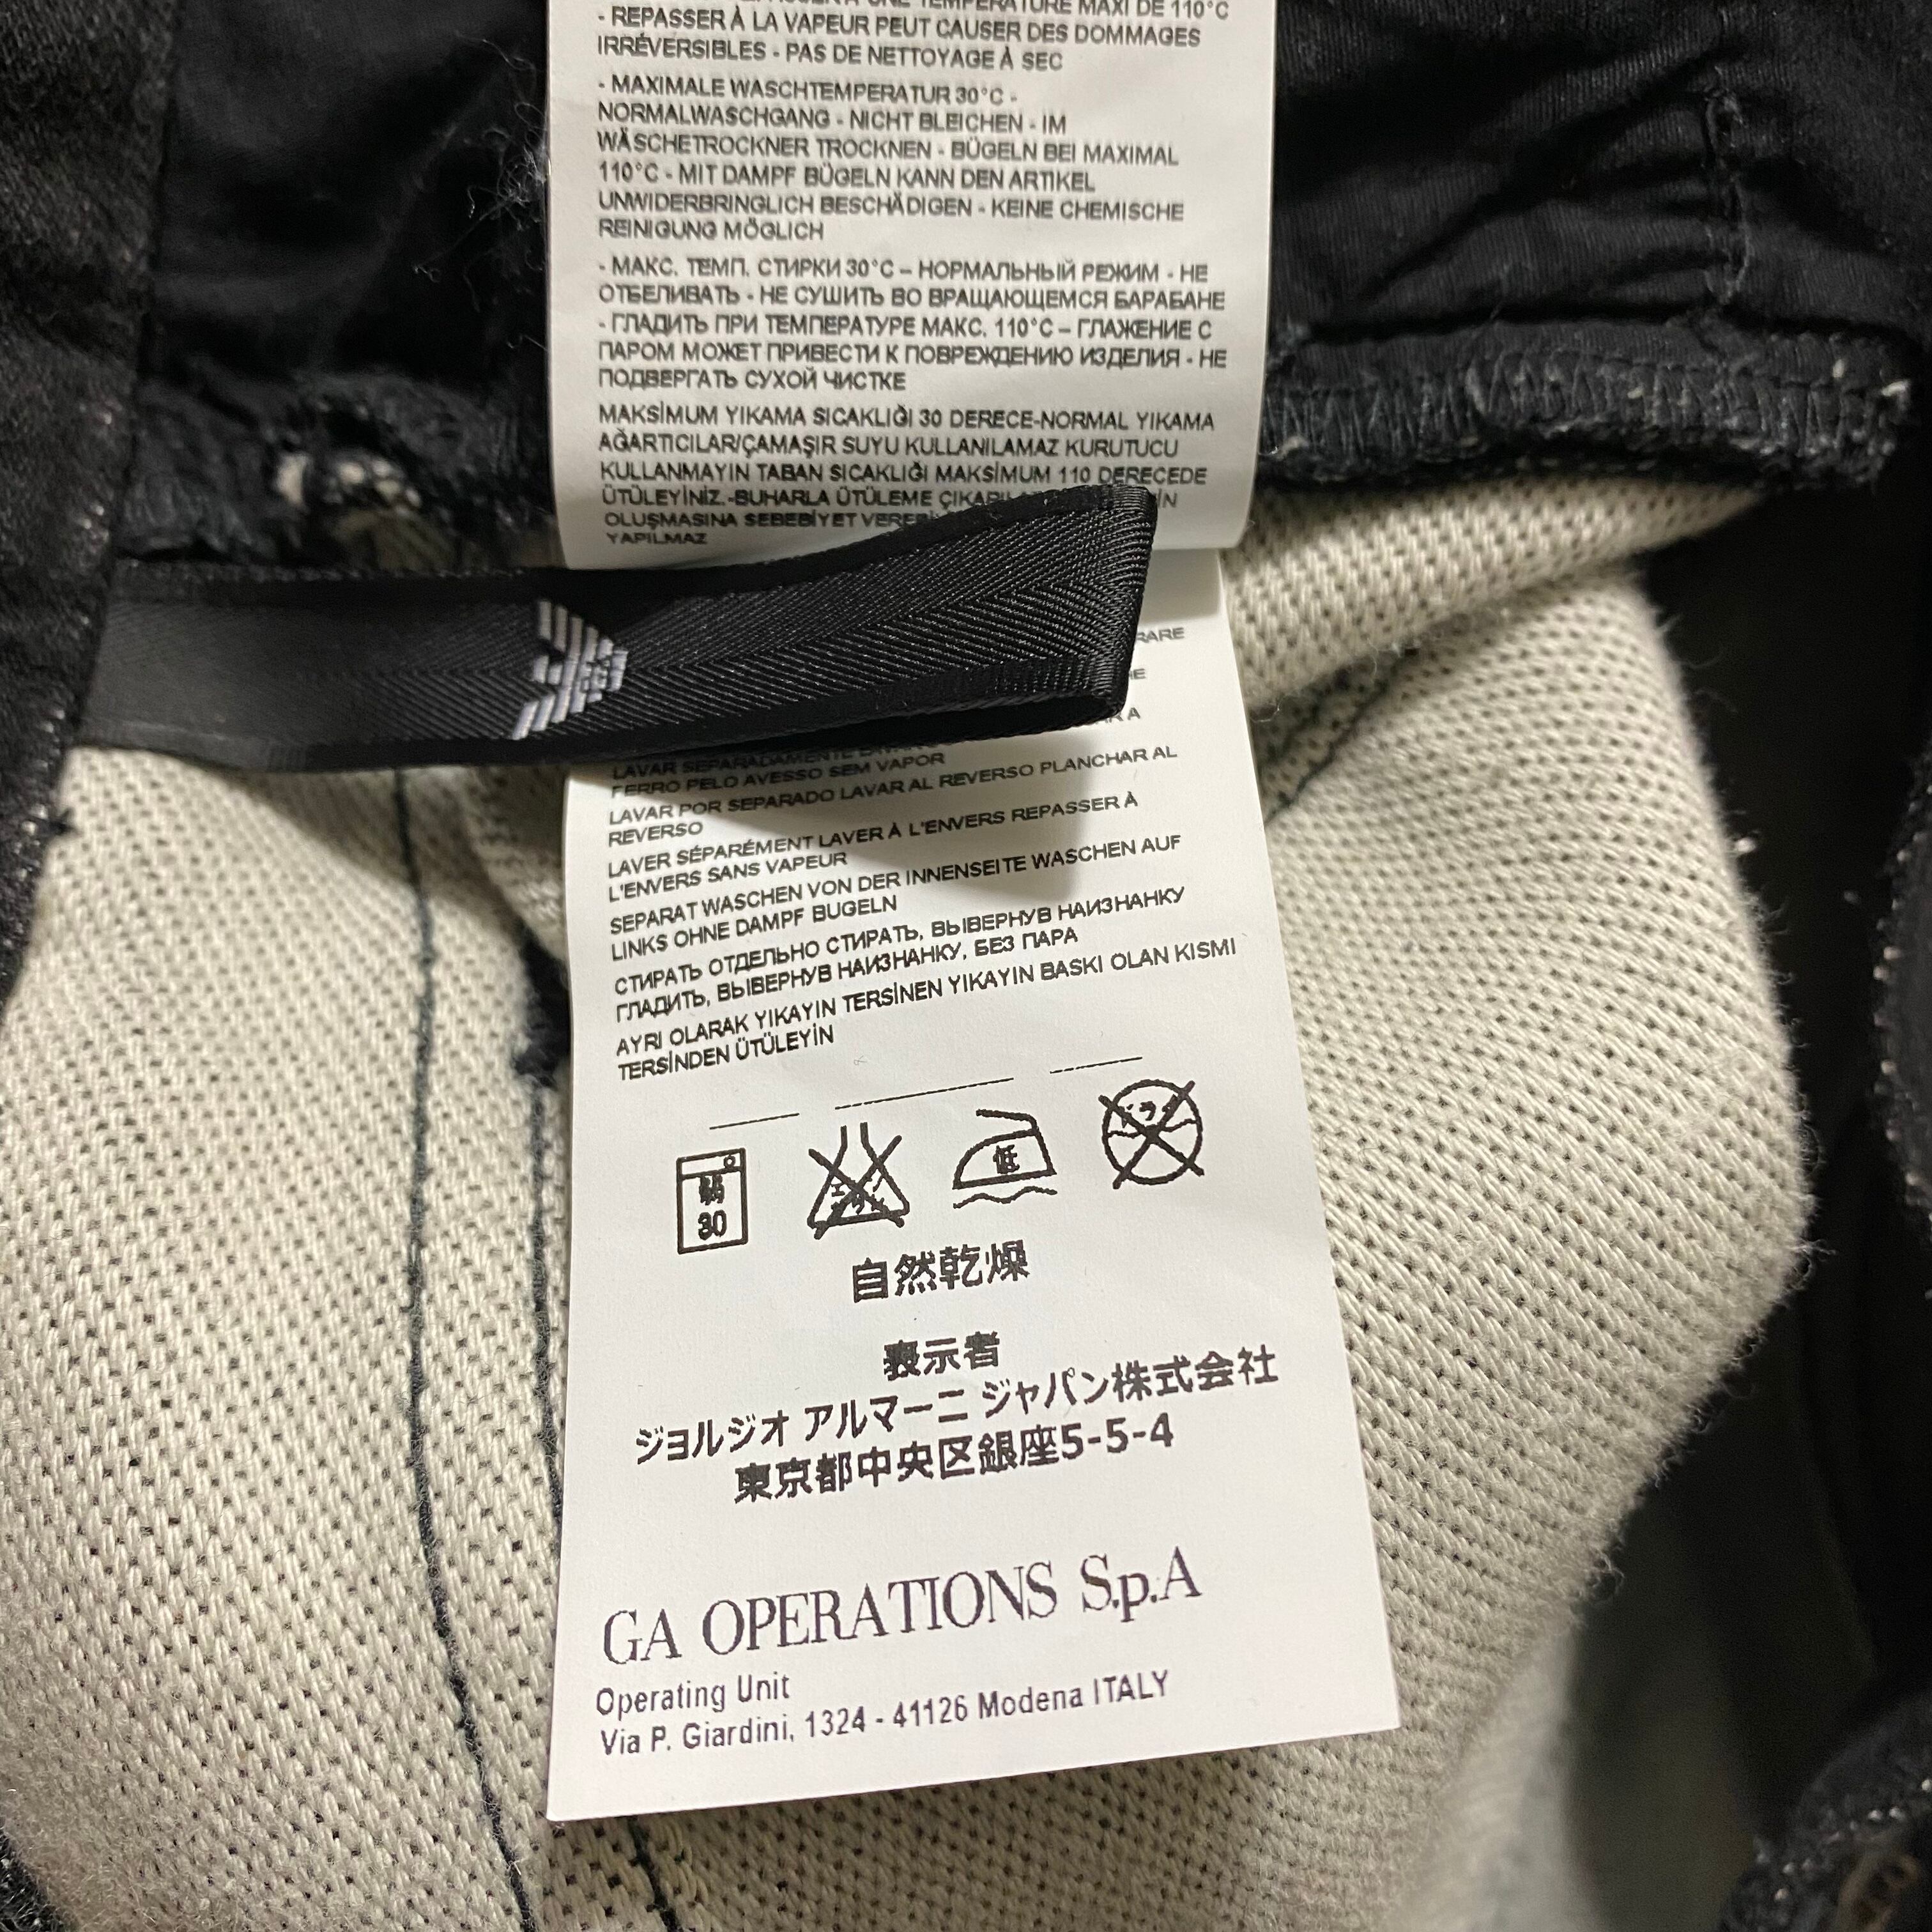 TEMPÉRATURE MAXI DE 110°C
- REPASSER À LA VAPEUR PEUT CAUSER DES DOMMAGES
IRRÉVERSIBLES - PAS DE NETTOYAGE À SEC
- MAXIMALE WASCHTEMPERATUR 30°C -
NORMALWASCHGANG - NICHT BLEICHEN - IM
WÄSCHETROCKNER TROCKNEN - BÜGELN BEI MAXIMAL
110°C - MIT DAMPF BÜGELN KANN DEN ARTIKEL
UNWIDERBRINGLICH BESCHÄDIGEN - KEINE CHEMISCHE
REINIGUNG MÖGLICH
- МАКС. ТЕМП. СТИРКИ 30°C – НОРМАЛЬНЫЙ РЕЖИМ - НЕ
ОТБЕЛИВАТЬ - НЕ СУШИТЬ ВО ВРАЩАЮЩЕМСЯ БАРАБАНЕ
- ГЛАДИТЬ ПРИ ТЕМПЕРАТУРЕ МАКС. 110°C – ГЛАЖЕНИЕ С
ПАРОМ МОЖЕТ ПРИВЕСТИ К ПОВРЕЖДЕНИЮ ИЗДЕЛИЯ - НЕ
ПОДВЕРГАТЬ СУХОЙ ЧИСТКЕ
MAKSİMUM YIKAMA SICAKLIĞI 30 DERECE-NORMAL YIKAMA
AĞARTICILAR/ÇAMAŞIR SUYU KULLANILAMAZ KURUTUCU
KULLANMAYIN TABAN SICAKLIĞI MAKSİMUM 110 DERECEDE
ÜTÜLEYİNİZ.-BUHARLA ÜTÜLEME
OLUŞMASINA SEBEBİYET
YAPILMAZ
LAVAR SEPARADAMENTE
FERRO PELO AVESSO SEM VAPOR
LAVAR POR SEPARADO LAVAR AL REVERSO PLANCHAR AL
REVERSO
LAVER SÉPARÉMENT LAVER À L'ENVERS REPASSER À
L'ENVERS SANS VAPEUR
SEPARAT WASCHEN VON DER INNENSEITE WASCHEN AUF
LINKS OHNE DAMPF BUGELN
СТИРАТЬ ОТДЕЛЬНО СТИРАТЬ, ВЫВЕРНУВ НАИЗНАНКУ
ГЛАДИТЬ, ВЫВЕРНУВ НАИЗНАНКУ, БЕЗ ПАРА
AYRI OLARAK YIKAYIN TERSİNEN YIKAYIN BASKI OLAN KISMI
TERSİNDEN ÜTÜLEYİN
弱 低
30
自然乾燥
表示者
ジョルジオ アルマーニ ジャパン株式会社
東京都中央区銀座5-5-4
GA OPERATIONS S.p.A
Operating Unit
Via P. Giardini, 1324 - 41126 Modena ITALY